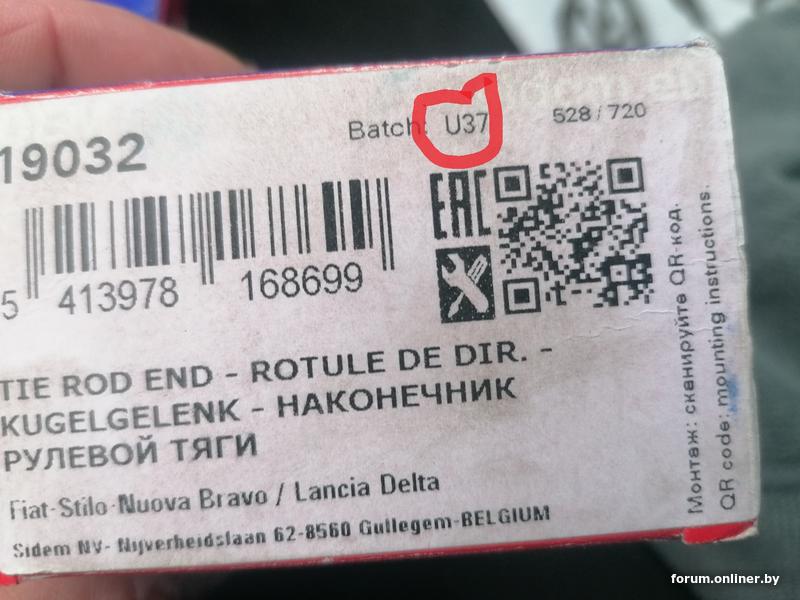 Batch: U37 528 / 720
19032
EAC
5 413978 168699
TIE ROD END - ROTULE DE DIR. -
KUGELGELENK - НАКОНЕЧНИК
РУЛЕВОЙ ТЯГИ
Fiat-Stilo-Nuova Bravo / Lancia Delta
Sidem NV- Nijverheidslaan 62-8560 Gullegem-BELGIUM
Монтаж: сканируйте QR-код.
QR code: mounting instructions.
forum.onliner.by